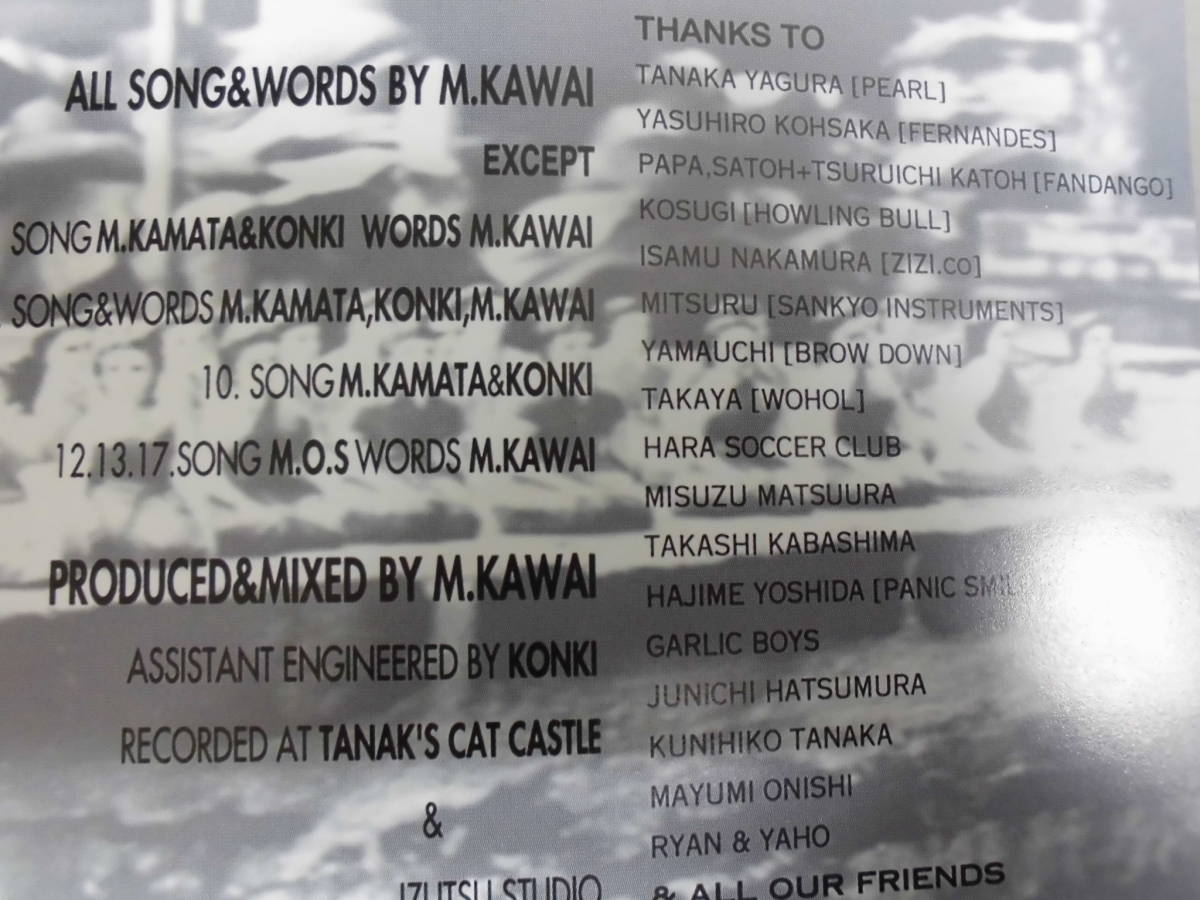 ALL SONG&WORDS BY M.KAWAI
EXCEPT
SONG M.KAMATA&KONKI WORDS M.KAWAI
SONG&WORDS M.KAMATA,KONKI,M.KAWAI
10. SONG M.KAMATA&KONKI
12.13.17.SONG M.O.S WORDS M.KAWAI
PRODUCED&MIXED BY M.KAWAI
ASSISTANT ENGINEERED BY KONKI
RECORDED AT TANAK'S CAT CASTLE
&
IZUTSU STUDIO
THANKS TO
TANAKA YAGURA [PEARL]
YASUHIRO KOHSAKA [FERNANDES]
PAPA,SATOH+TSURUICHI KATOH [FANDANGO]
KOSUGI [HOWLING BULL]
ISAMU NAKAMURA [ZIZI.CO]
MITSURU [SANKYO INSTRUMENTS]
YAMAUCHI [BROW DOWN]
TAKAYA [WOHOL]
HARA SOCCER CLUB
MISUZU MATSUURA
TAKASHI KABASHIMA
HAJIME YOSHIDA [PANIC
GARLIC BOYS
JUNICHI HATSUMURA
KUNIHIKO TANAKA
MAYUMI ONISHI
RYAN & YAHO
& ALL OUR FRIENDS